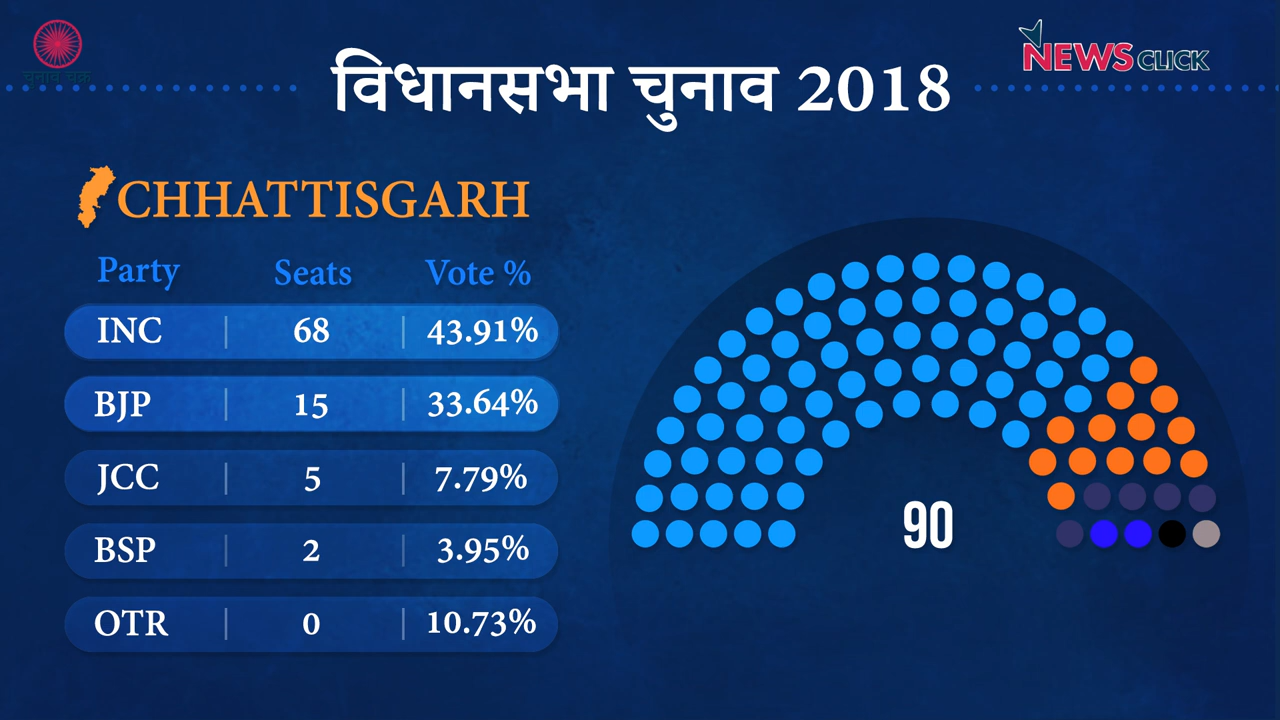 चुनाव चक्र
NEWSCLICK
विधानसभा चुनाव 2018
CHHATTISGARH
Party Seats Vote %
INC 68 43.91%
BJP 15 33.64%
JCC 5 7.79%
BSP 2 3.95%
OTR 0 10.73%
90